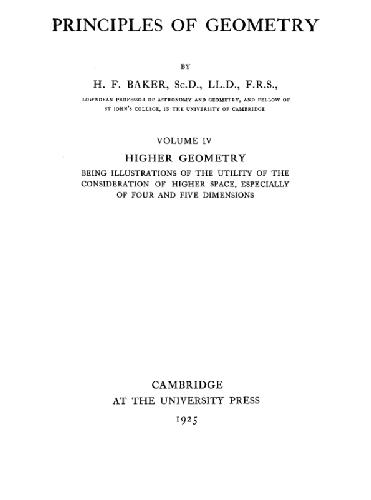 PRINCIPLES OF GEOMETRY
BY
H. F. BAKER, Sc.D., LL.D., F.R.S.,
LOWNDEAN PROFESSOR OF ASTRONOMY AND GEOMETRY, AND FELLOW OF
ST JOHN'S COLLEGE, IN THE UNIVERSITY OF CAMBRIDGE
VOLUME IV
HIGHER GEOMETRY
BEING ILLUSTRATIONS OF THE UTILITY OF THE
CONSIDERATION OF HIGHER SPACE, ESPECIALLY
OF FOUR AND FIVE DIMENSIONS
CAMBRIDGE
AT THE UNIVERSITY PRESS
1925